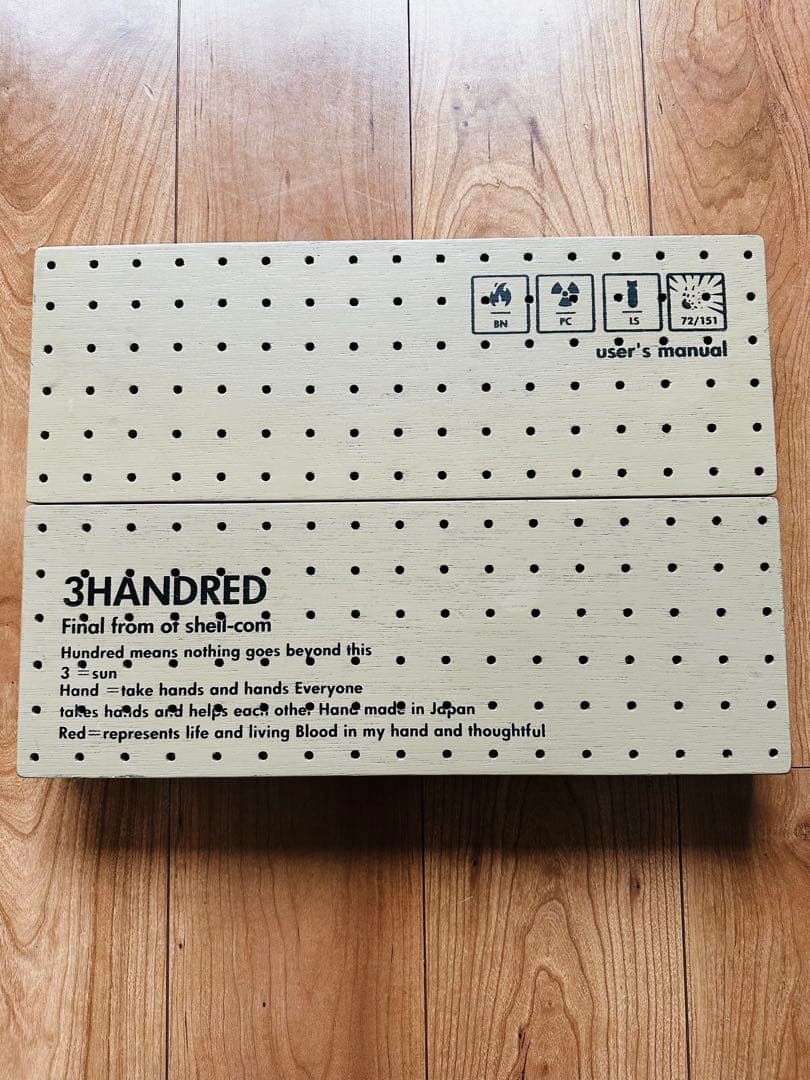 BN
PC
LS
72/151
user's manual
3HANDRED
Final from of shell-com
Hundred means nothing goes beyond this
3 =sun
Hand =take hands and hands Everyone
takes hands and helps each other Hand made in Japan
Red=represents life and living Blood in my hand and thoughtful